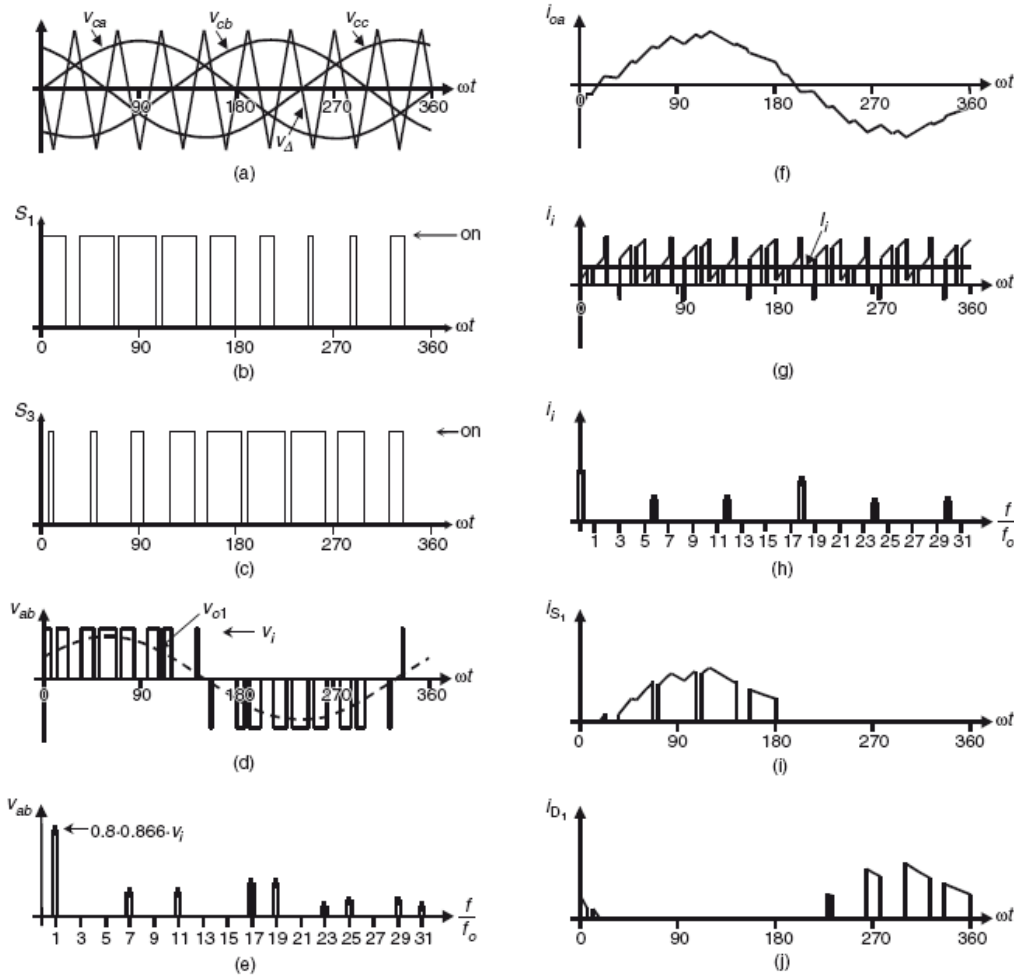 v_ca v_cb v_cc
ωt
90 180 270 360
0
v_Δ
(a)
S_1
on
ωt
0 90 180 270 360
(b)
S_3
on
ωt
0 90 180 270 360
(c)
v_ab
v_o1
v_i
ωt
0 90 180 270 360
(d)
v_ab
0.8·0.866·v_i
f/f_o
1 3 5 7 9 11 13 15 17 19 21 23 25 27 29 31
(e)
i_oa
ωt
0 90 180 270 360
(f)
i_i
I_i
ωt
0 90 180 270 360
(g)
i_i
f/f_o
1 3 5 7 9 11 13 15 17 19 21 23 25 27 29 31
(h)
i_S1
ωt
0 90 180 270 360
(i)
i_D1
ωt
0 90 180 270 360
(j)